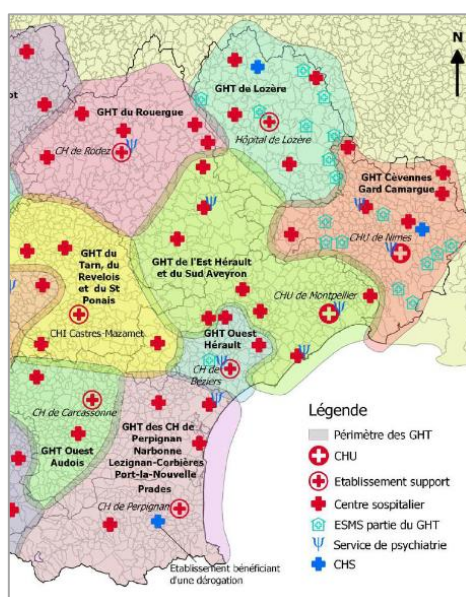 N
ot
GHT de Lozère
GHT du Rouergue
CH de Rodez
Hôpital de Lozère
GHT Cévennes
Gard Camargue
CHU de Nimes
GHT du
Tarn, du
Revelois
et du St
Ponais
GHT de l'Est Hérault
et du Sud Aveyron
CHU de Montpellier
CHI Castres-Mazamet
GHT Ouest
Hérault
CH de
Béziers
CH de Carcassonne
GHT Ouest
Audois
GHT des CH de
Perpignan
Narbonne
Lezignan-Corbières
Port-la-Nouvelle
Prades
CH de Perpignan
Etablissement bénéficiant
d'une dérogation
Légende
Périmètre des GHT
CHU
Etablissement support
Centre sospitalier
ESMS partie du GHT
Service de psychiatrie
CHS